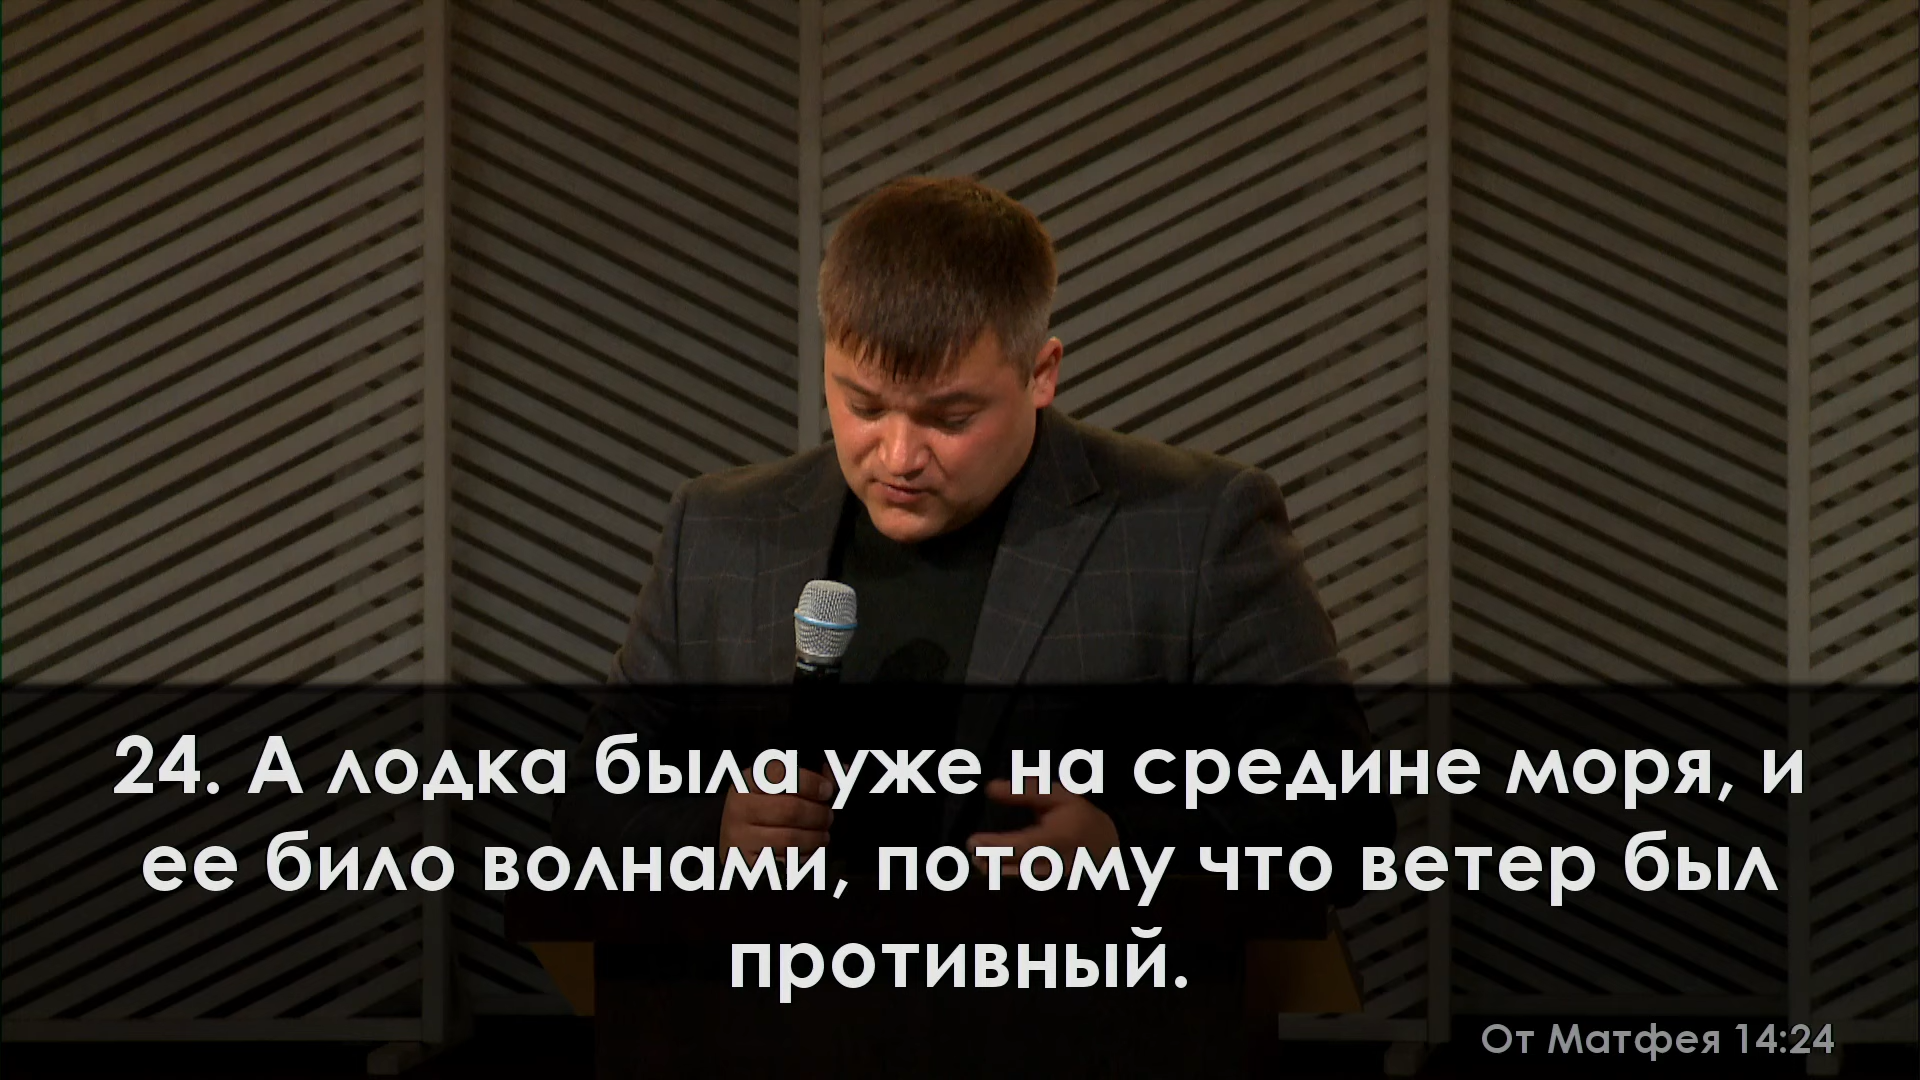 24. А лодка была уже на средине моря, и
ее било волнами, потому что ветер был
противный.
От Матфея 14:24